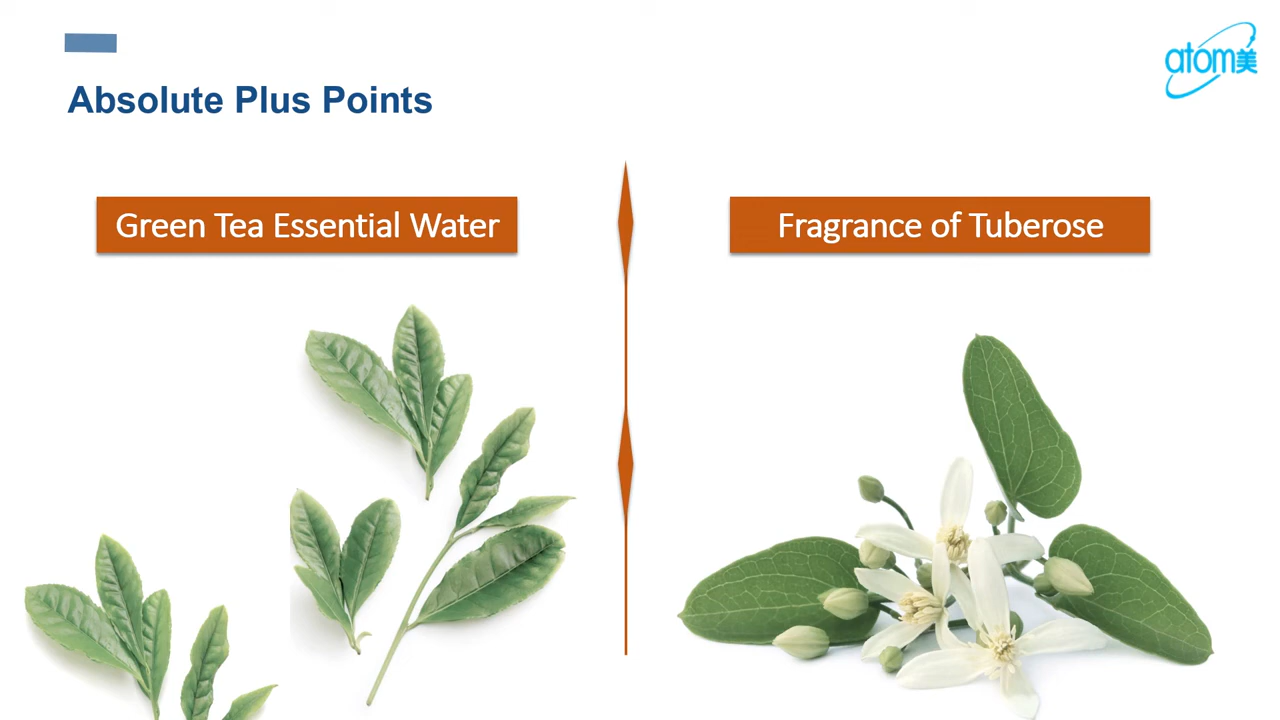 Absolute Plus Points
atom美
Green Tea Essential Water
Fragrance of Tuberose